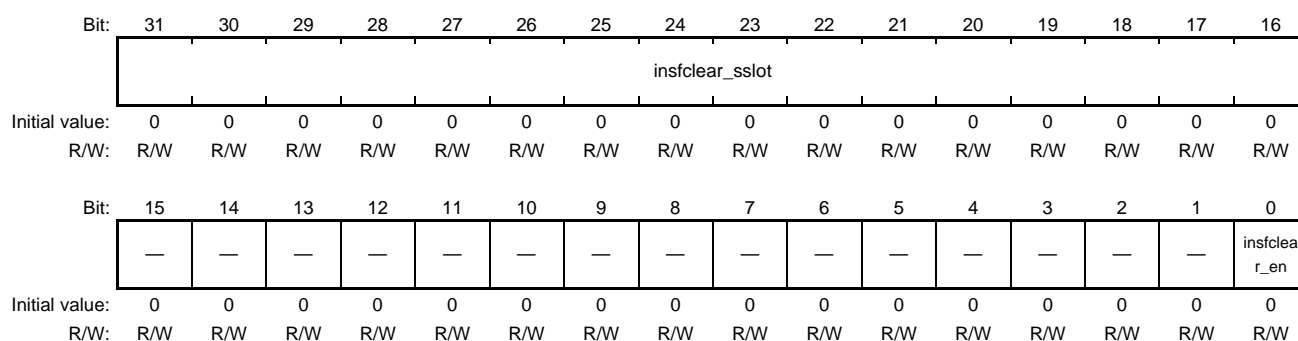 Bit: 31 30 29 28 27 26 25 24 23 22 21 20 19 18 17 16
insfclear_sslot
Initial value: 0 0 0 0 0 0 0 0 0 0 0 0 0 0 0 0
R/W: R/W R/W R/W R/W R/W R/W R/W R/W R/W R/W R/W R/W R/W R/W R/W R/W
Bit: 15 14 13 12 11 10 9 8 7 6 5 4 3 2 1 0
— — — — — — — — — — — — — — — insfclea
r_en
Initial value: 0 0 0 0 0 0 0 0 0 0 0 0 0 0 0 0
R/W: R/W R/W R/W R/W R/W R/W R/W R/W R/W R/W R/W R/W R/W R/W R/W R/W